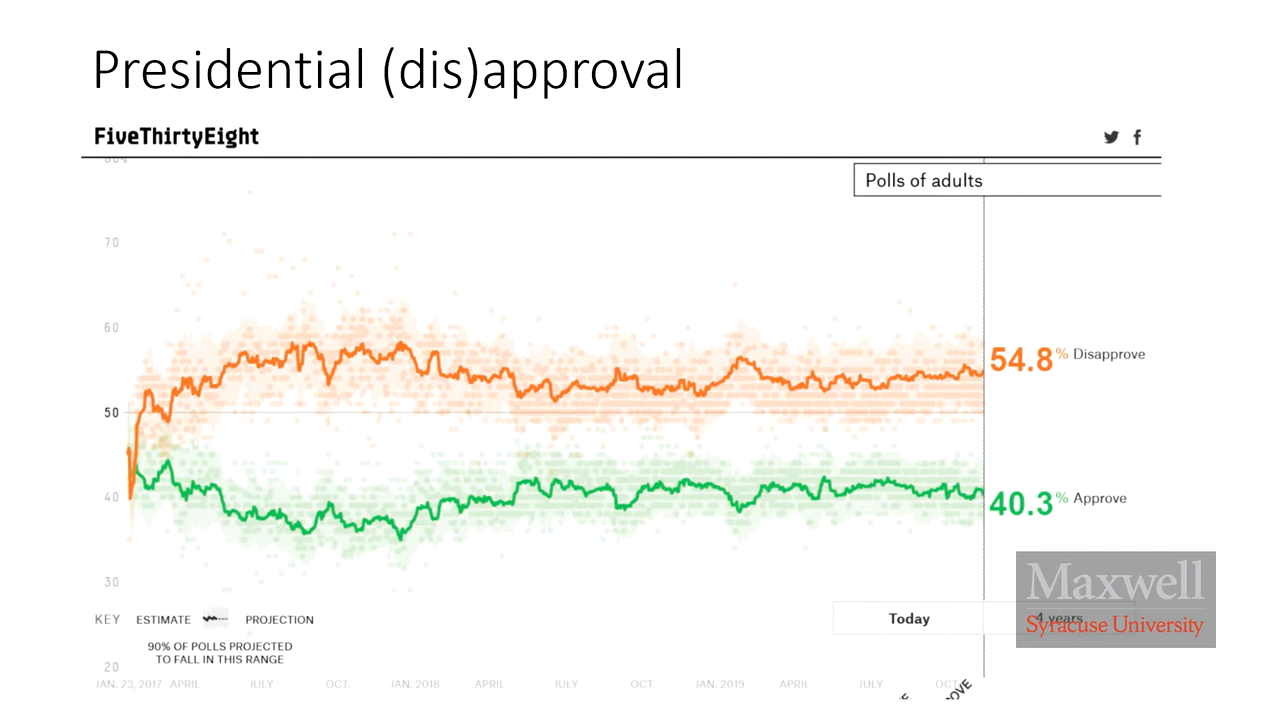 Presidential (dis)approval
FiveThirtyEight
80%
Polls of adults
70
60
54.8% Disapprove
50
40
40.3% Approve
30
Maxwell
Syracuse University
KEY ESTIMATE PROJECTION
Today 4 years
90% OF POLLS PROJECTED
TO FALL IN THIS RANGE
20
JAN. 23, 2017 APRIL JULY OCT. JAN. 2018 APRIL JULY OCT. JAN. 2019 APRIL JULY OCT.